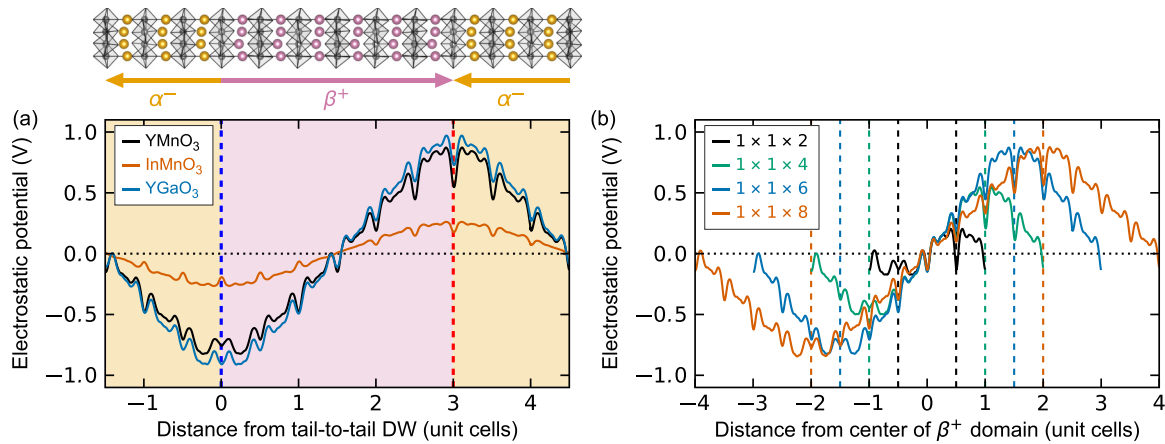 α⁻ β⁺ α⁻
(a)
1.0
0.5
0.0
−0.5
−1.0
Electrostatic potential (V)
YMnO₃
InMnO₃
YGaO₃
−1 0 1 2 3 4
Distance from tail-to-tail DW (unit cells)
(b)
1.0
0.5
0.0
−0.5
−1.0
Electrostatic potential (V)
1 × 1 × 2
1 × 1 × 4
1 × 1 × 6
1 × 1 × 8
−4 −3 −2 −1 0 1 2 3 4
Distance from center of β⁺ domain (unit cells)